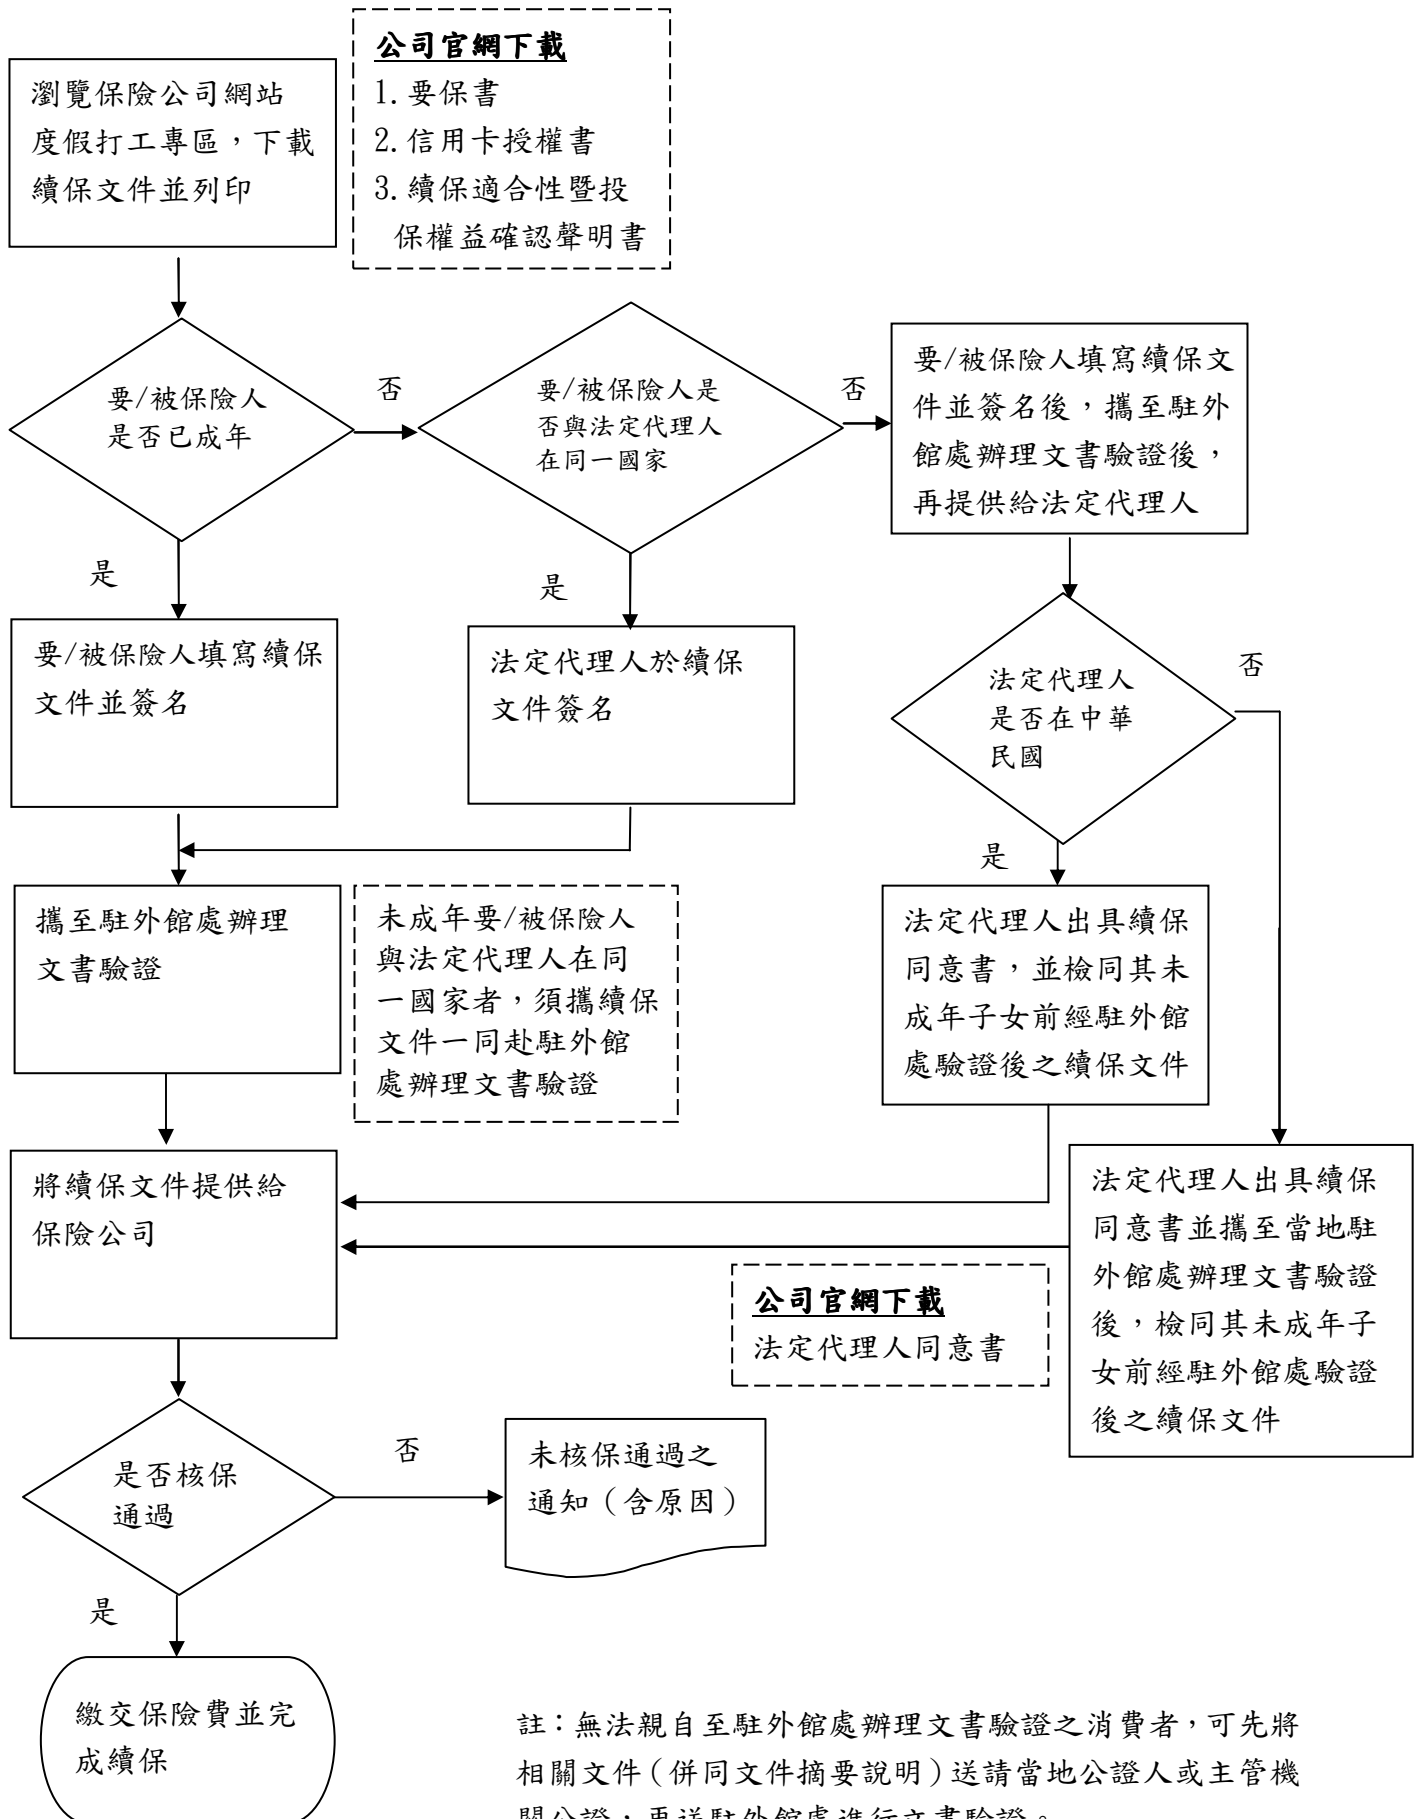 公司官網下載
1.要保書
2.信用卡授權書
3.續保適合性暨投
保權益確認聲明書
瀏覽保險公司網站
度假打工專區，下載
續保文件並列印
要/被保險人
是否已成年
否
要/被保險人是
否與法定代理人
在同一國家
否
要/被保險人填寫續保文
件並簽名後，攜至駐外
館處辦理文書驗證後，
再提供給法定代理人
是
是
要/被保險人填寫續保
文件並簽名
法定代理人於續保
文件簽名
法定代理人
是否在中華
民國
否
是
攜至駐外館處辦理
文書驗證
未成年要/被保險人
與法定代理人在同
一國家者，須攜續保
文件一同赴駐外館
處辦理文書驗證
法定代理人出具續保
同意書，並檢同其未
成年子女前經駐外館
處驗證後之續保文件
將續保文件提供給
保險公司
法定代理人出具續保
同意書並攜至當地駐
外館處辦理文書驗證
後，檢同其未成年子
女前經駐外館處驗證
後之續保文件
公司官網下載
法定代理人同意書
是否核保
通過
否
未核保通過之
通知（含原因）
是
繳交保險費並完
成續保
註：無法親自至駐外館處辦理文書驗證之消費者，可先將
相關文件（併同文件摘要說明）送請當地公證人或主管機
關公證，再送駐外館處進行文書驗證。